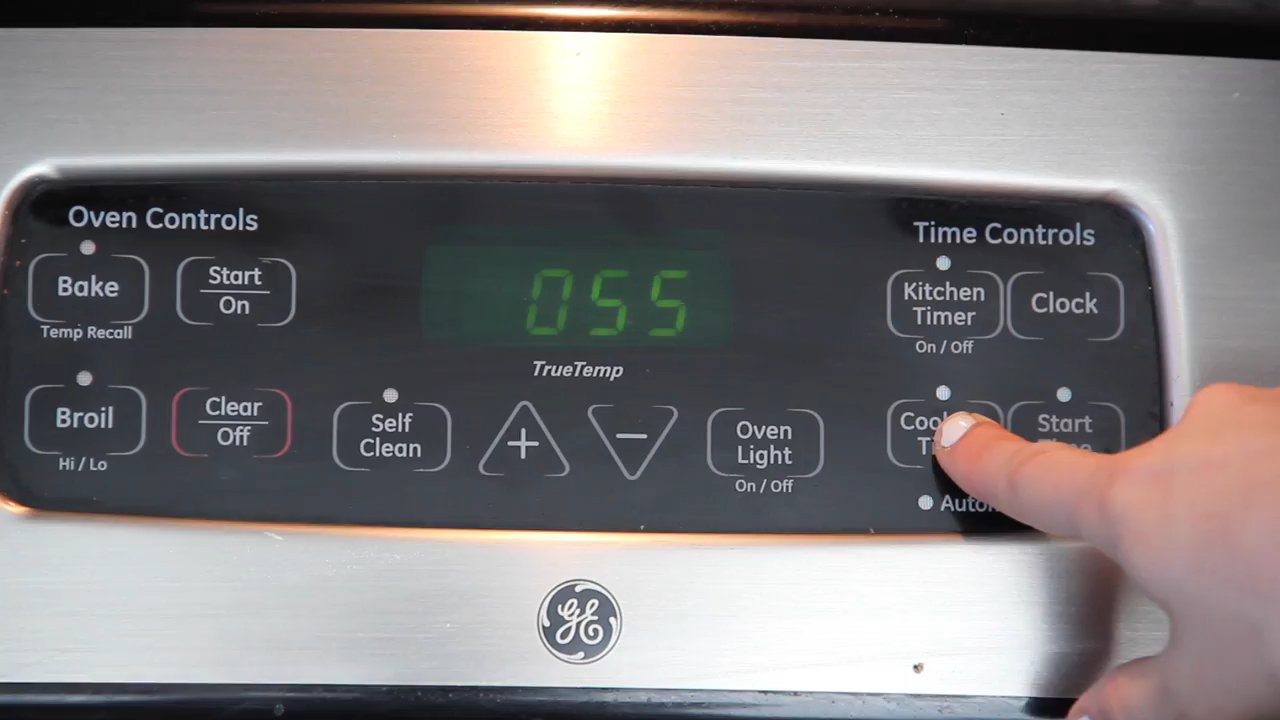 Oven Controls
Bake
Temp Recall
Start
On
Broil
Hi / Lo
Clear
Off
Self
Clean
055
TrueTemp
+
−
Oven
Light
On / Off
Time Controls
Kitchen
Timer
On / Off
Clock
Start
GE